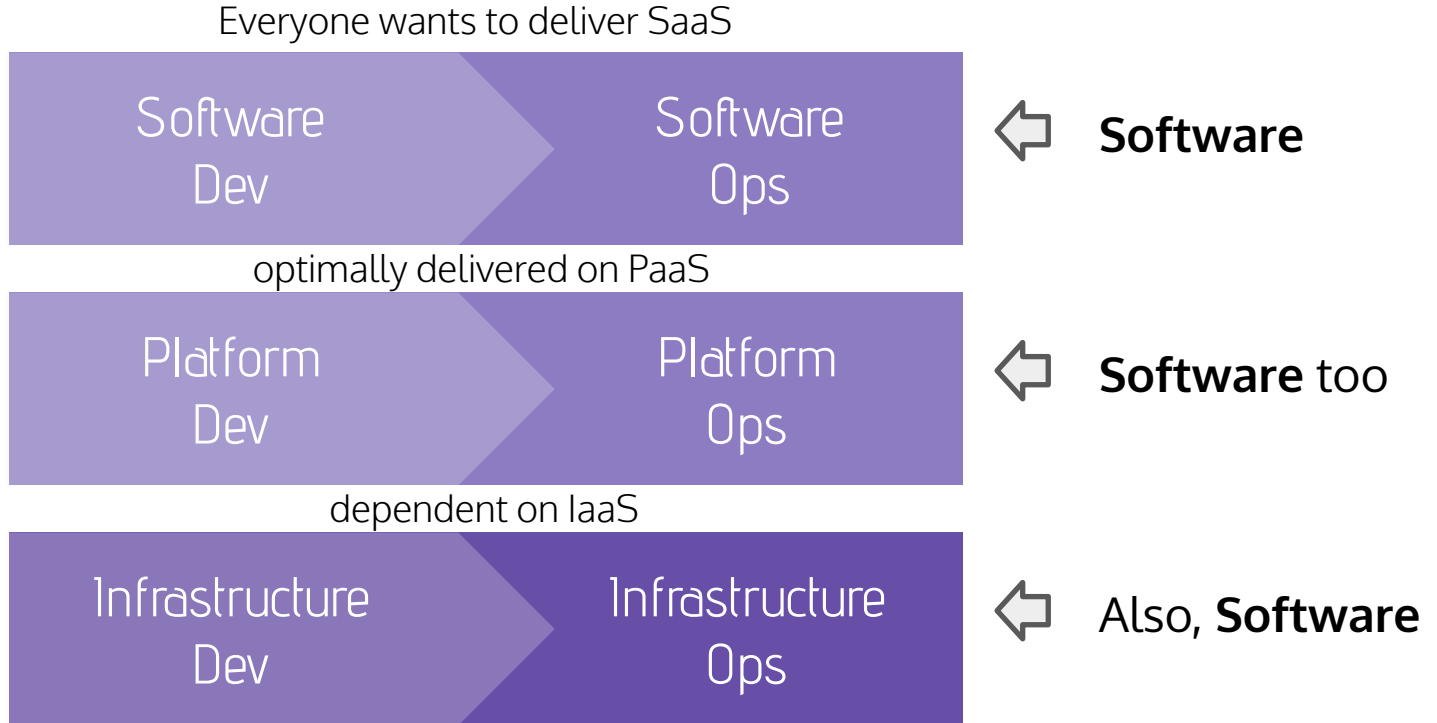 Everyone wants to deliver SaaS
Software
Dev
Software
Ops
Software
optimally delivered on PaaS
Platform
Dev
Platform
Ops
Software too
dependent on IaaS
Infrastructure
Dev
Infrastructure
Ops
Also, Software